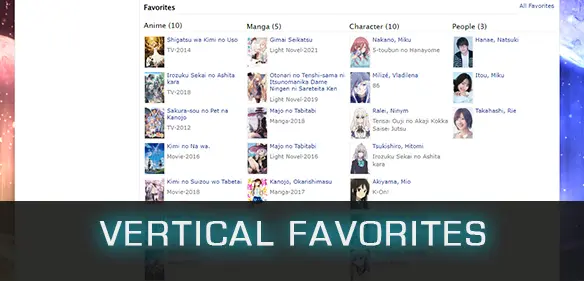 Favorites
All Favorites
Anime (10)
Manga (5)
Character (10)
People (3)
Shigatsu wa Kimi no Uso
TV·2014
Gimai Seikatsu
Light Novel·2021
Nakano, Miku
5-toubun no Hanayome
Hanae, Natsuki
Irozuku Sekai no Ashita
kara
TV·2018
Otonari no Tenshi-sama ni
Itsunomanika Dame
Ningen ni Sareteita Ken
Light Novel·2019
Milizé, Vladilena
86
Itou, Miku
Sakura-sou no Pet na
Kanojo
TV·2012
Majo no Tabitabi
Manga·2018
Ralei, Ninym
Tensai Ouji no Akaji Kokka
Saisei Jutsu
Takahashi, Rie
Kimi no Na wa.
Movie·2016
Majo no Tabitabi
Light Novel·2016
Tsukishiro, Hitomi
Irozuku Sekai no Ashita
kara
Kimi no Suizou wo Tabetai
Movie·2018
Kanojo, Okarishimasu
Manga·2017
Akiyama, Mio
K-On!
VERTICAL FAVORITES